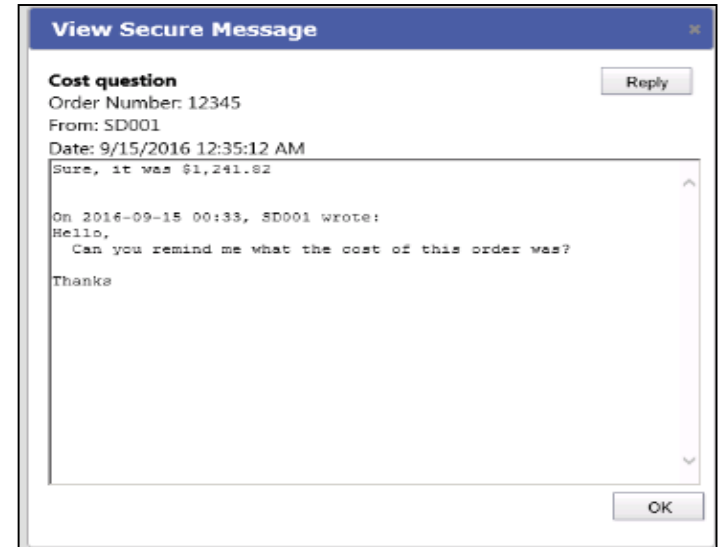 View Secure Message
×
Cost question
Reply
Order Number: 12345
From: SD001
Date: 9/15/2016 12:35:12 AM
Sure, it was $1,241.82
On 2016-09-15 00:33, SD001 wrote:
Hello,
Can you remind me what the cost of this order was?
Thanks
OK